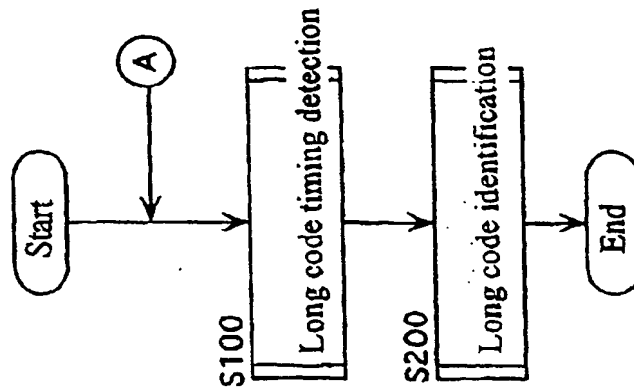 Start
A
S100
Long code timing detection
S200
Long code identification
End